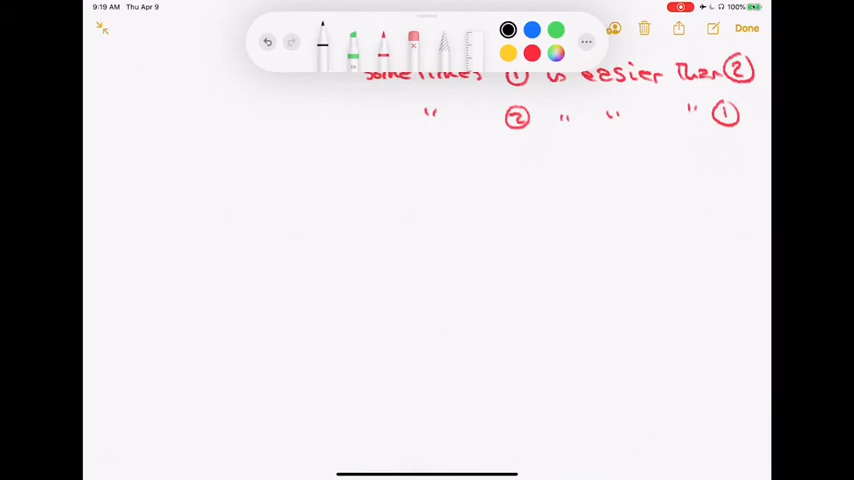 9:19 AM Thu Apr 9
100%
Done
sometimes ① is easier than ②
" ② " " " ①